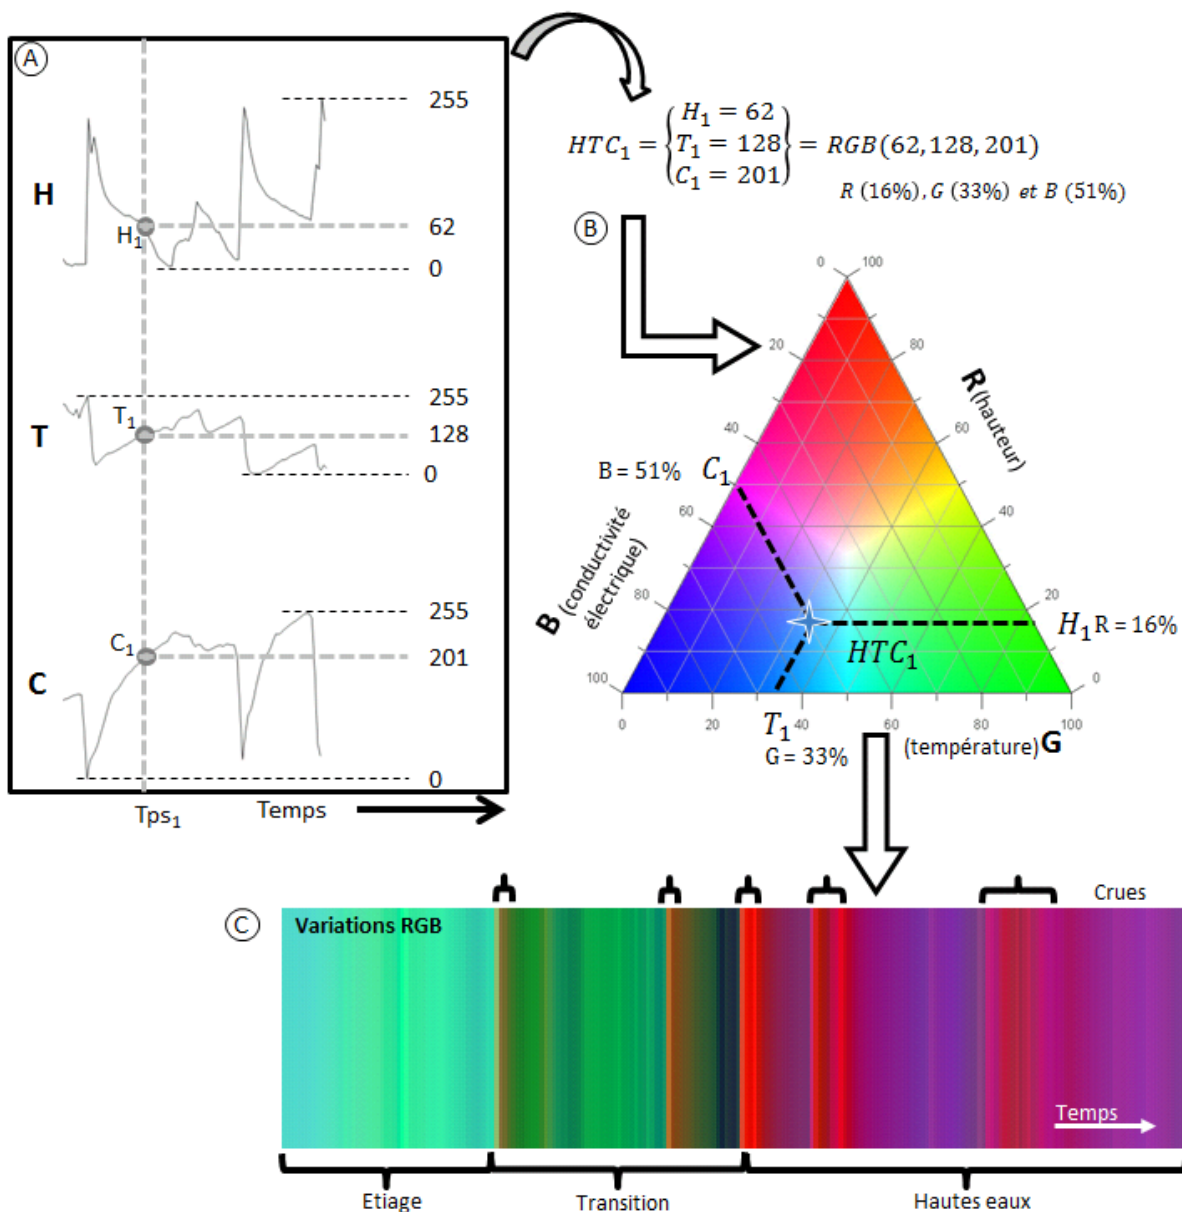 A
H
255
62
0
H1
T
255
128
0
T1
C
255
201
0
C1
Tps1
Temps
HTC1 = { H1 = 62
T1 = 128
C1 = 201 } = RGB(62,128,201)
R (16%), G (33%) et B (51%)
B
0 100
20 80
40 60
60 40
80 20
100 0
0 20 40 60 80 100
R (hauteur)
B = 51% C1
B (conductivité
électrique)
H1 R = 16%
HTC1
T1
G = 33%
(température) G
Crues
C
Variations RGB
Temps
Etiage
Transition
Hautes eaux